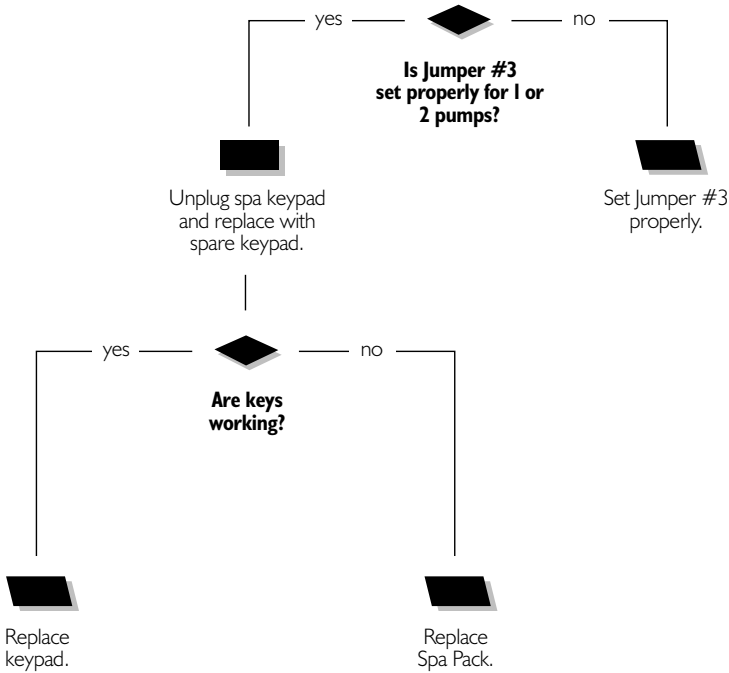 yes
no
Is Jumper #3
set properly for 1 or
2 pumps?
Unplug spa keypad
and replace with
spare keypad.
Set Jumper #3
properly.
yes
no
Are keys
working?
Replace
keypad.
Replace
Spa Pack.